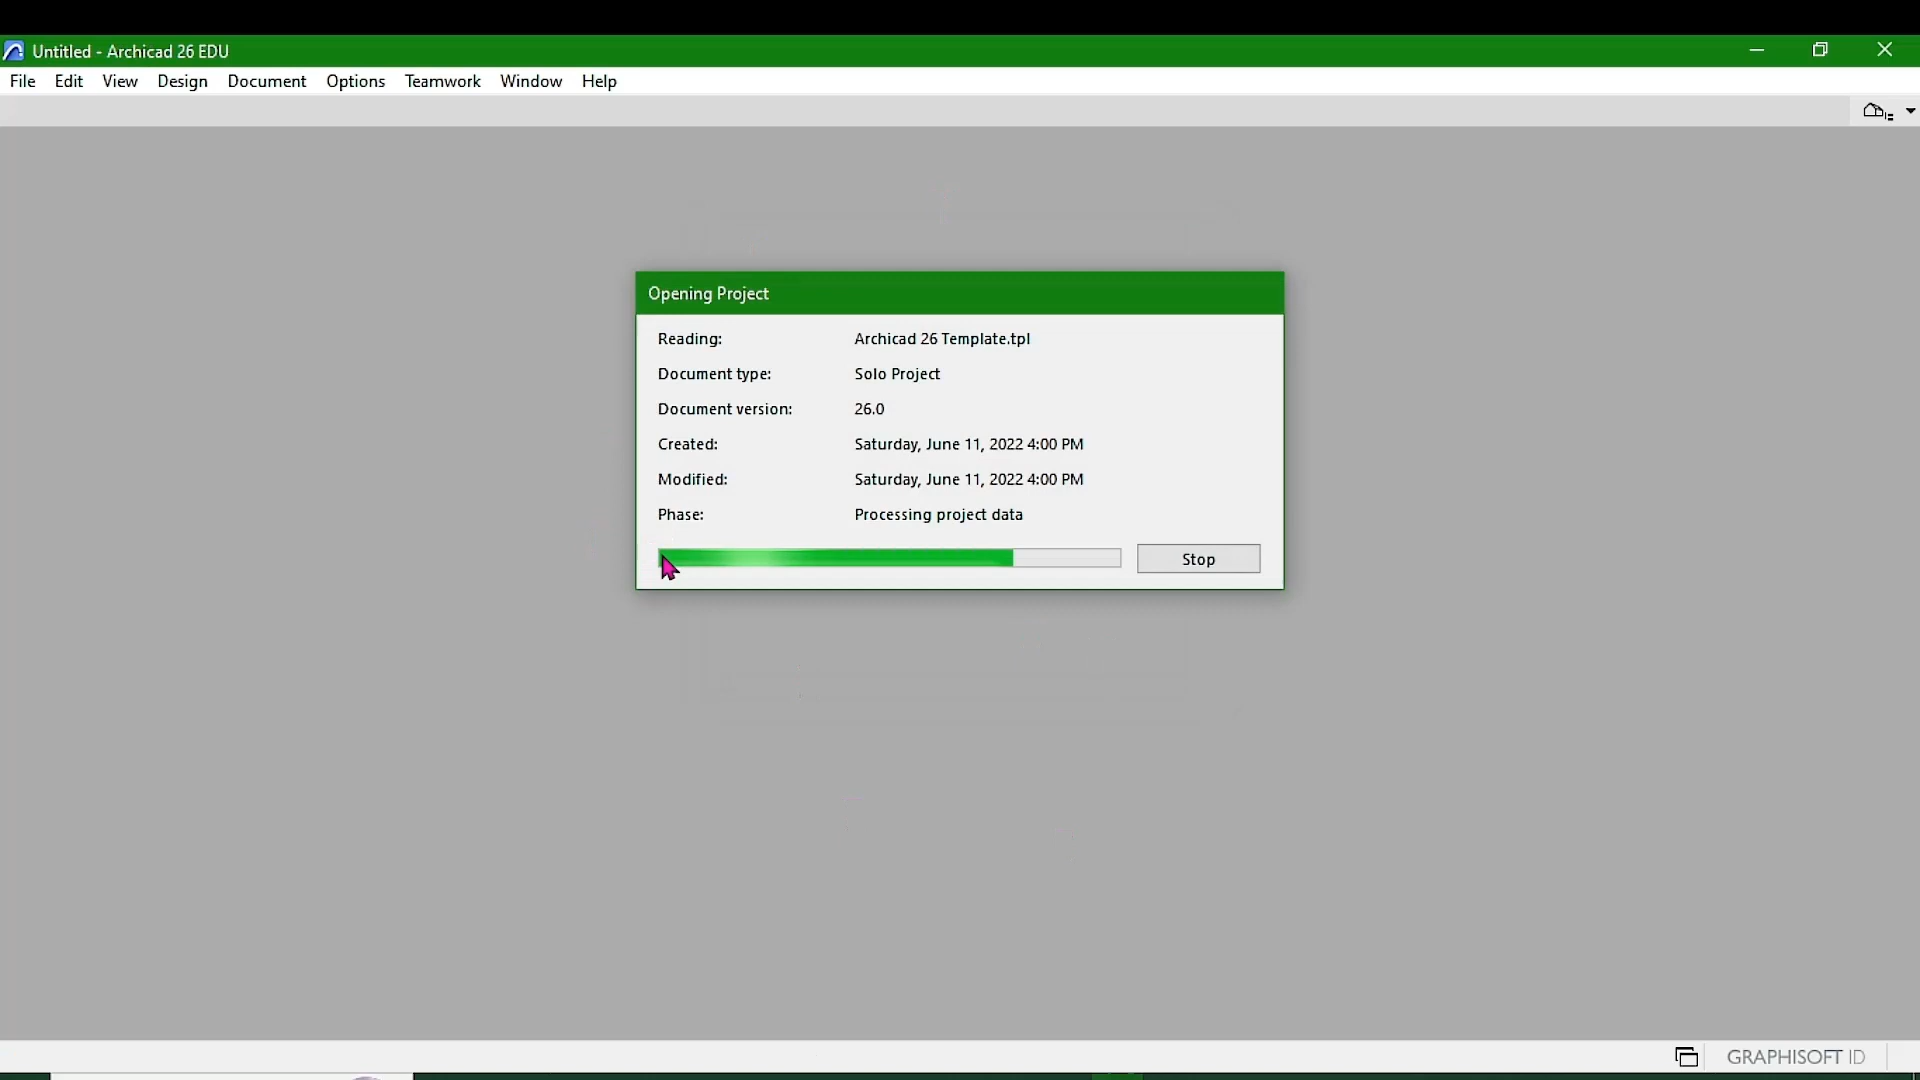 Untitled - Archicad 26 EDU
File Edit View Design Document Options Teamwork Window Help
Opening Project
Reading: Archicad 26 Template.tpl
Document type: Solo Project
Document version: 26.0
Created: Saturday, June 11, 2022 4:00 PM
Modified: Saturday, June 11, 2022 4:00 PM
Phase: Processing project data
Stop
GRAPHISOFT ID